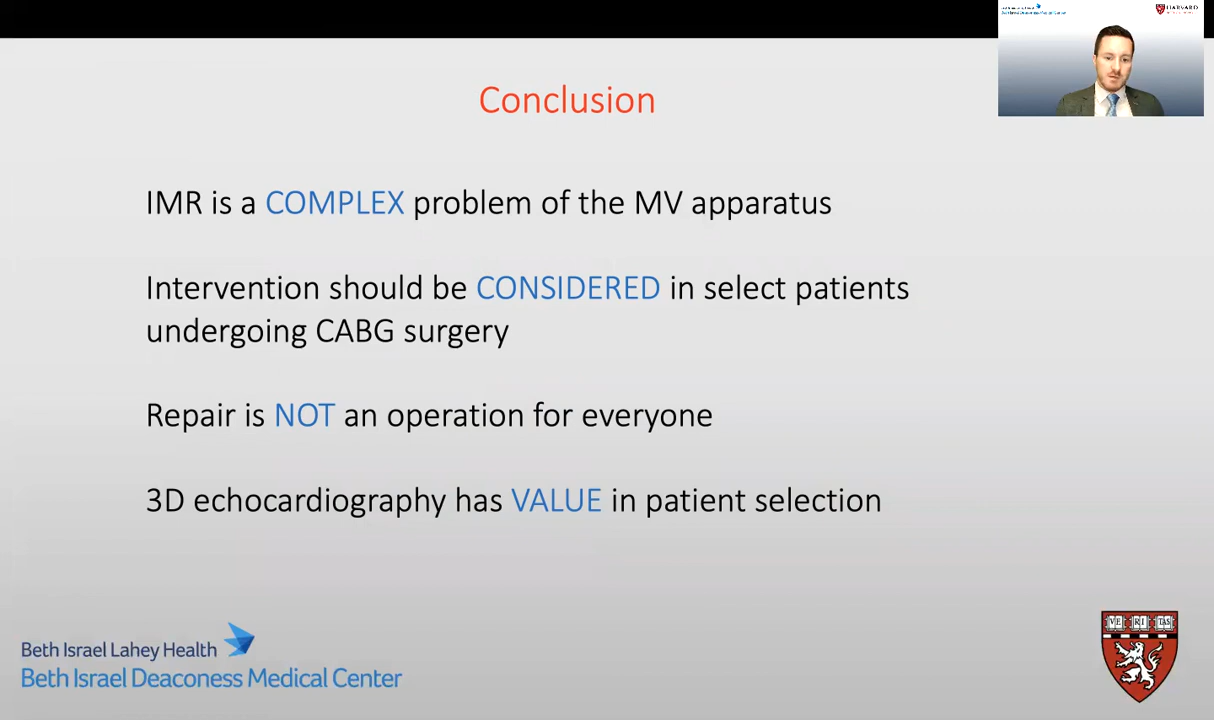 HARVARD
Conclusion
IMR is a COMPLEX problem of the MV apparatus
Intervention should be CONSIDERED in select patients
undergoing CABG surgery
Repair is NOT an operation for everyone
3D echocardiography has VALUE in patient selection
Beth Israel Lahey Health
Beth Israel Deaconess Medical Center
VE RI TAS